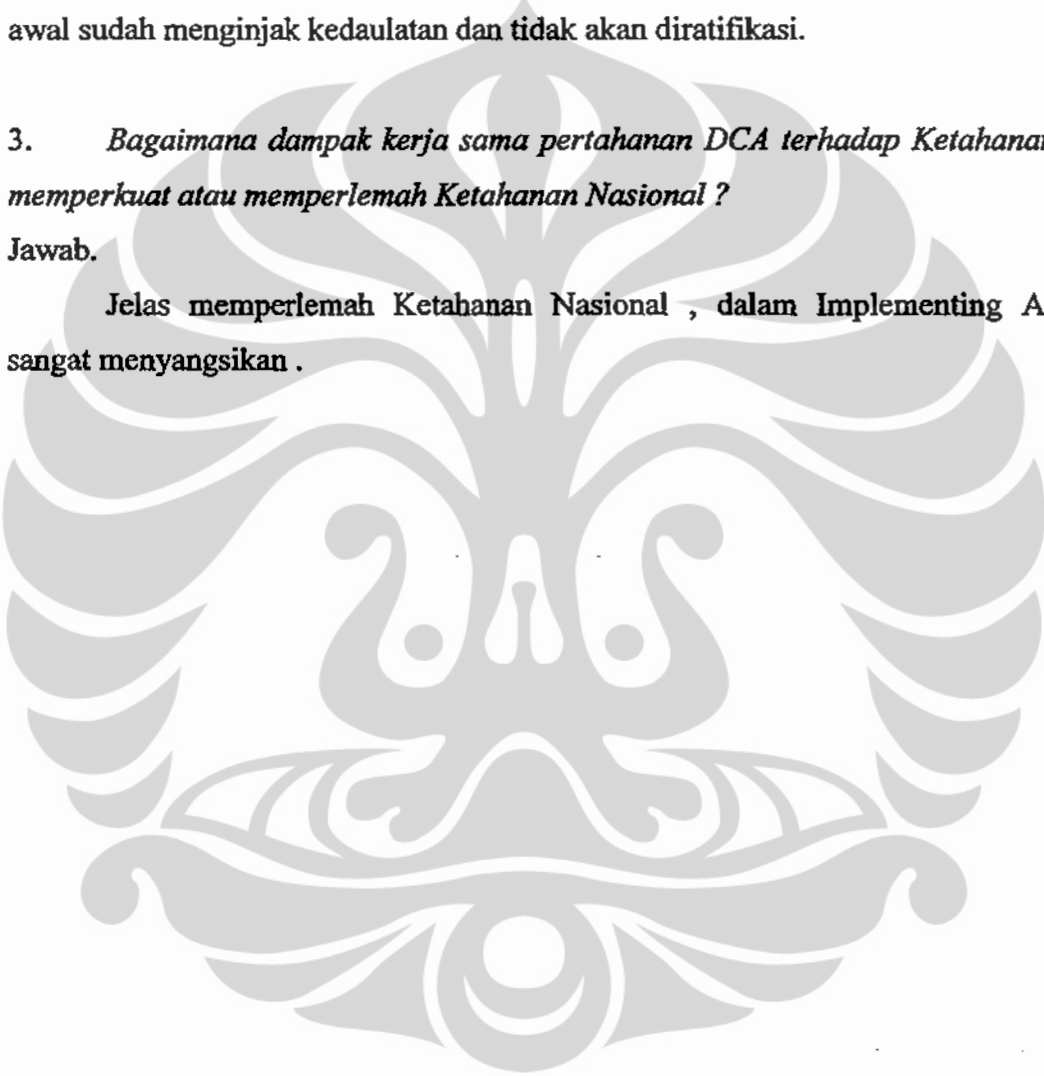 awal sudah menginjak kedaulatan dan tidak akan diratifikasi.
3. Bagaimana dampak kerja sama pertahanan DCA terhadap Ketahanan
memperkuat atau memperlemah Ketahanan Nasional ?
Jawab.
Jelas memperlemah Ketahanan Nasional , dalam Implementing A
sangat menyangsikan .